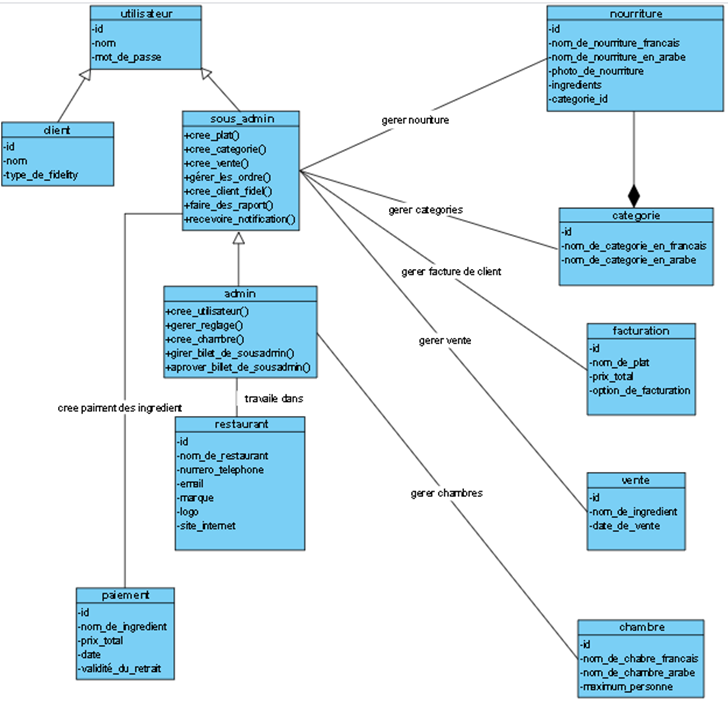 utilisateur
-id
-nom
-mot_de_passe
nourriture
-id
-nom_de_nourriture_francais
-nom_de_nourriture_en_arabe
-photo_de_nourriture
-ingredients
-categorie_id
client
-id
-nom
-type_de_fidelity
sous_admin
+cree_plat()
+cree_categorie()
+cree_vente()
+gérer_les_ordre()
+cree_client_fidel()
+faire_des_raport()
+recevoire_notification()
gerer nouriture
gerer categories
categorie
-id
-nom_de_categorie_en_francais
-nom_de_categorie_en_arabe
gerer facture de client
admin
+cree_utilisateur()
+gerer_reglage()
+cree_chambre()
+girer_bilet_de_sousadmin()
+aprover_billet_de_sousadmin()
gerer vente
facturation
-id
-nom_de_plat
-prix_total
-option_de_facturation
cree paiment des ingredient
travaile dans
restaurant
-id
-nom_de_restaurant
-numero_telephone
-email
-marque
-logo
-site_internet
gerer chambres
vente
-id
-nom_de_ingredient
-date_de_vente
paiement
-id
-nom_de_ingredient
-prix_total
-date
-validité_du_retrait
chambre
-id
-nom_de_chabre_francais
-nom_de_chambre_arabe
-maximum_personne